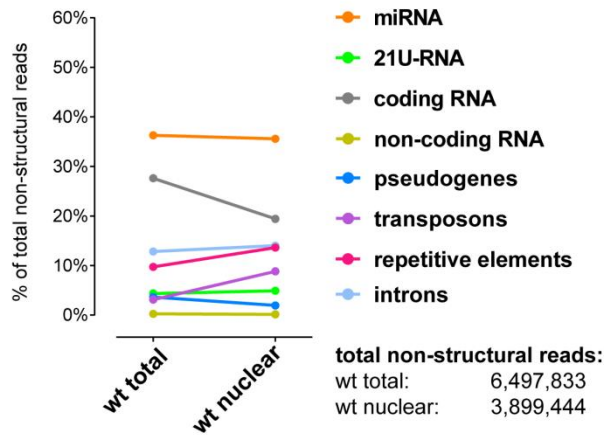 % of total non-structural reads
60%
50%
40%
30%
20%
10%
0%
wt total
wt nuclear
miRNA
21U-RNA
coding RNA
non-coding RNA
pseudogenes
transposons
repetitive elements
introns
total non-structural reads:
wt total: 6,497,833
wt nuclear: 3,899,444